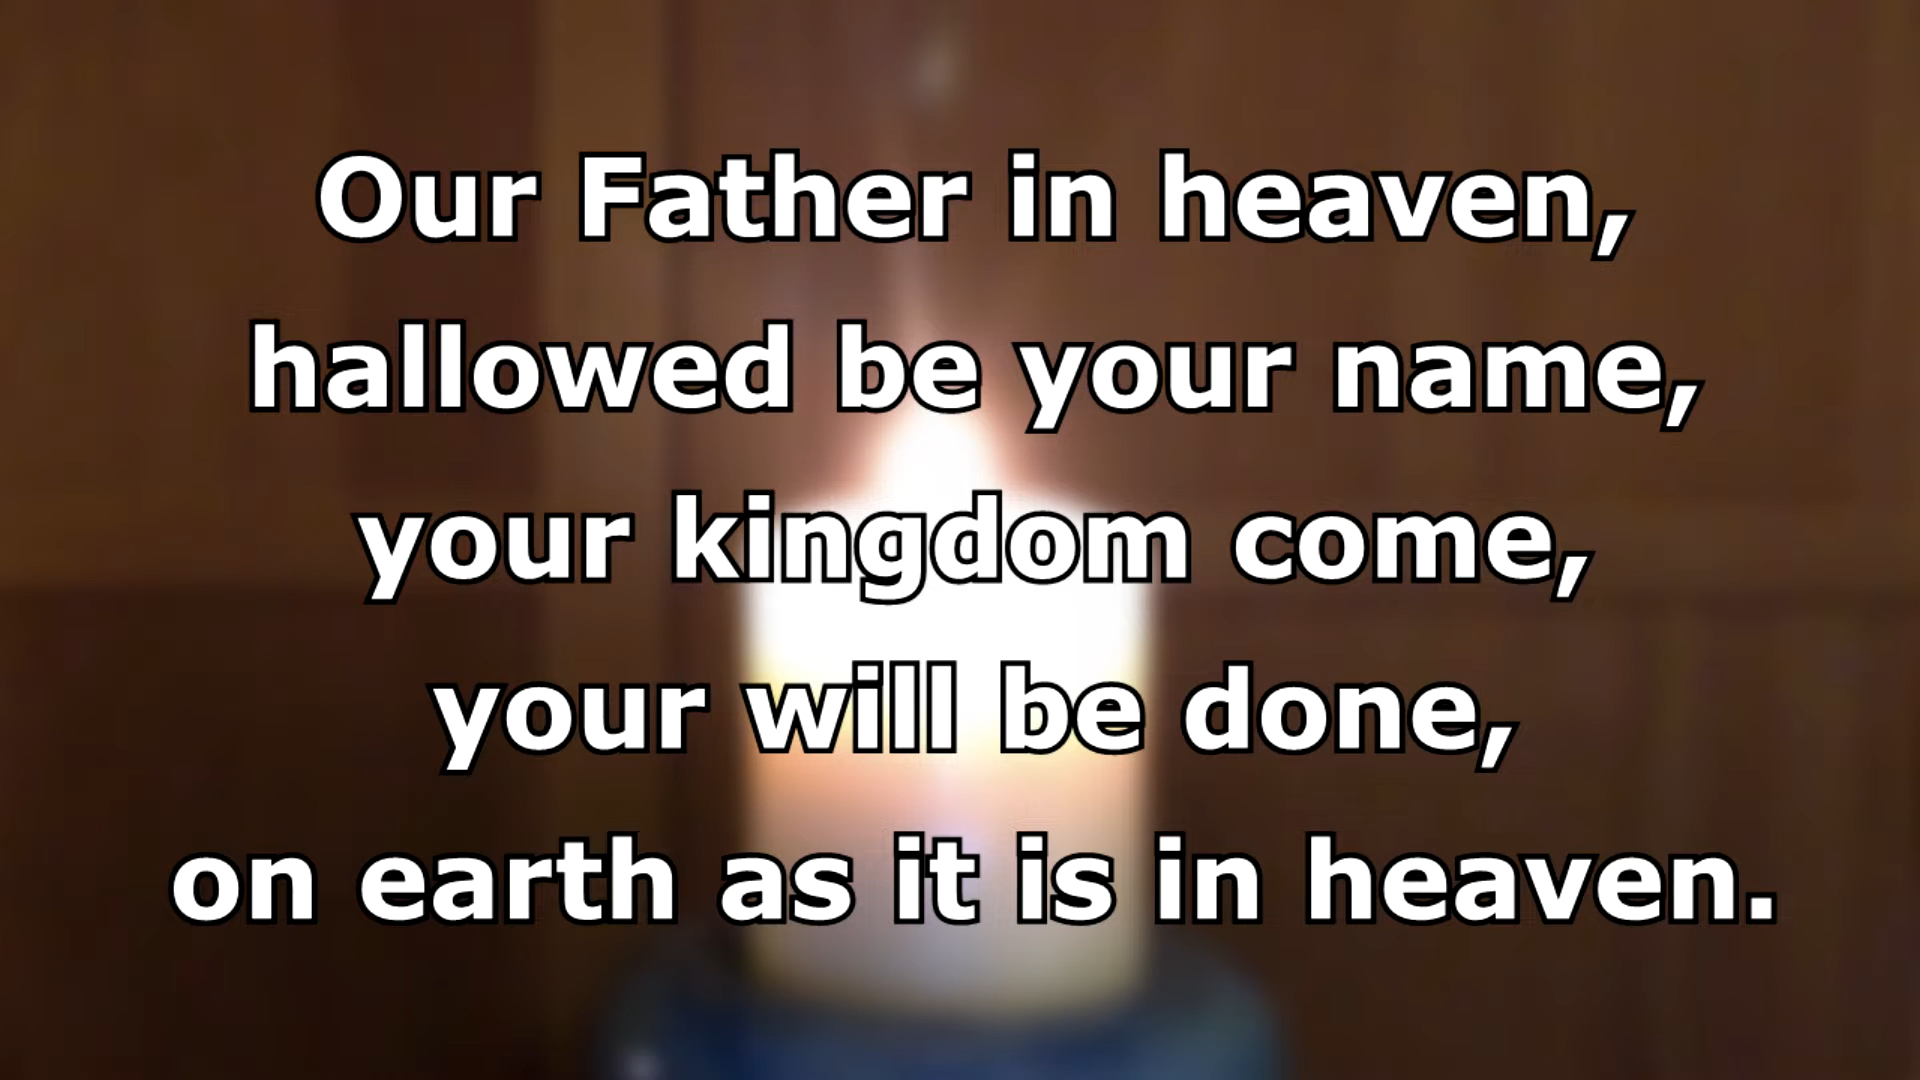 Our Father in heaven,
hallowed be your name,
your kingdom come,
your will be done,
on earth as it is in heaven.